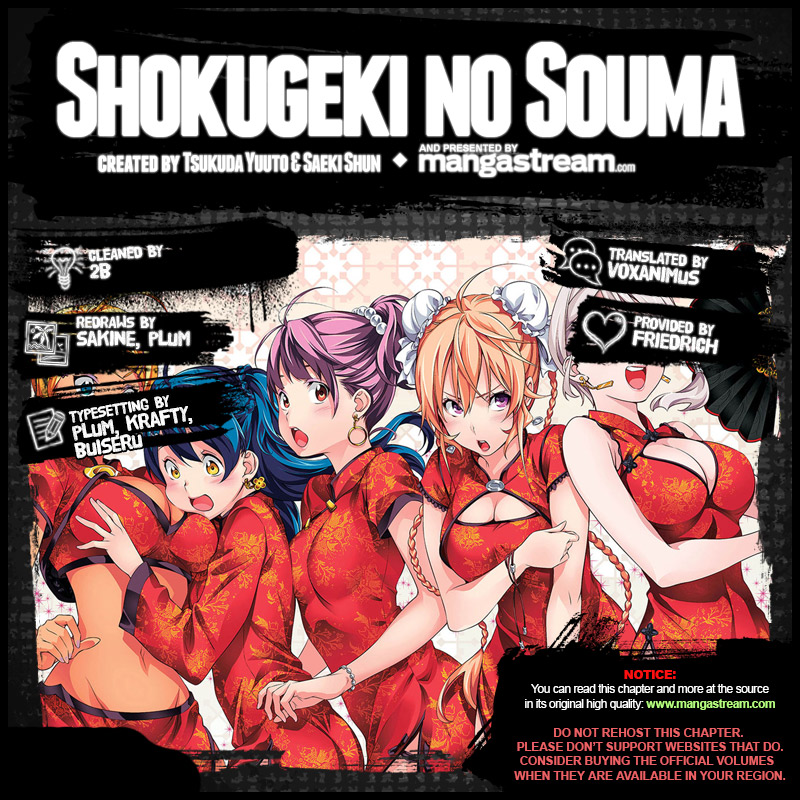 SHOKUGEKI NO SOUMA
CREATED BY TSUKUDA YUUTO & SAEKI SHUN ◆ AND PRESENTED BY mangastream.com
CLEANED BY
2B
REDRAWS BY
SAKINE, PLUM
TYPESETTING BY
PLUM, KRAFTY,
BUISERU
TRANSLATED BY
VOXANIMUS
PROVIDED BY
FRIEDRICH
NOTICE:
You can read this chapter and more at the source
in its original high quality: www.mangastream.com
DO NOT REHOST THIS CHAPTER.
PLEASE DON'T SUPPORT WEBSITES THAT DO.
CONSIDER BUYING THE OFFICIAL VOLUMES
WHEN THEY ARE AVAILABLE IN YOUR REGION.